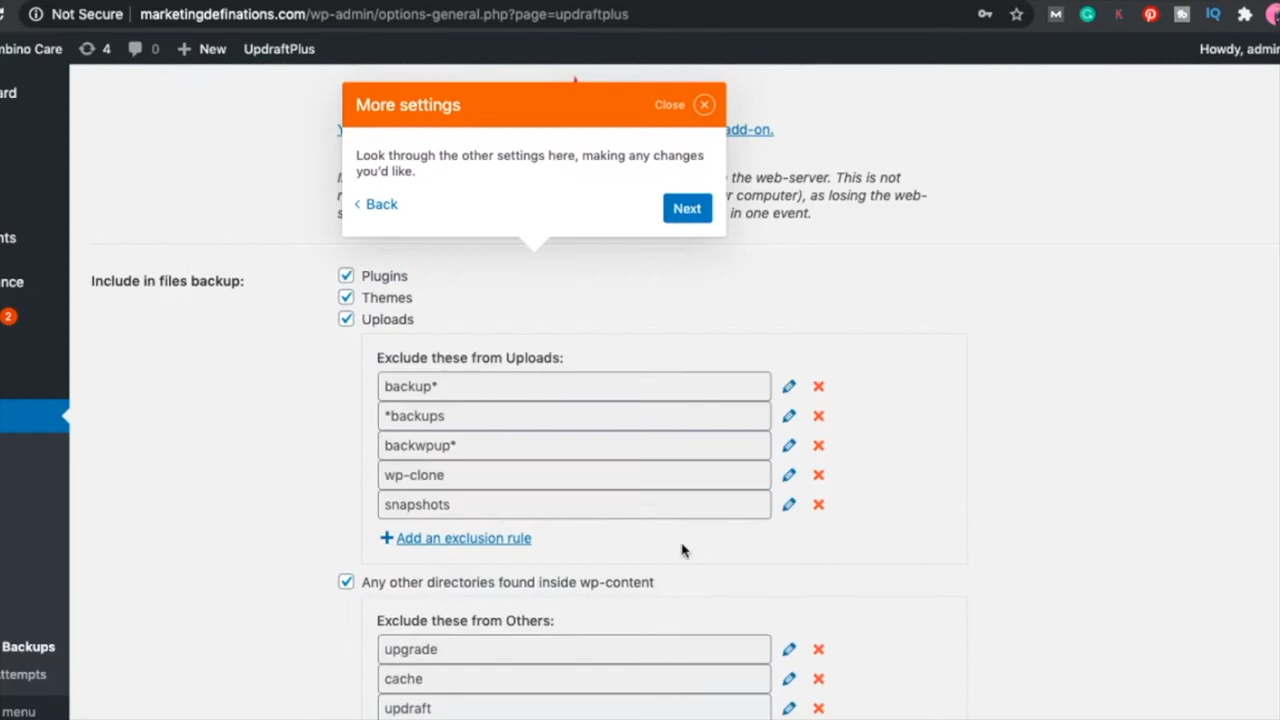 Not Secure marketingdefinations.com/wp-admin/options-general.php?page=updraftplus
mbino Care 4 0 New UpdraftPlus Howdy, admin
ard
More settings Close
add-on.
Look through the other settings here, making any changes
you'd like.
the web-server. This is not
r computer), as losing the web-
in one event.
Back Next
nts
Include in files backup:
Plugins
nce
Themes
2
Uploads
Exclude these from Uploads:
backup*
*backups
backwpup*
wp-clone
snapshots
Add an exclusion rule
Any other directories found inside wp-content
Exclude these from Others:
Backups
upgrade
ttempts
cache
updraft
menu